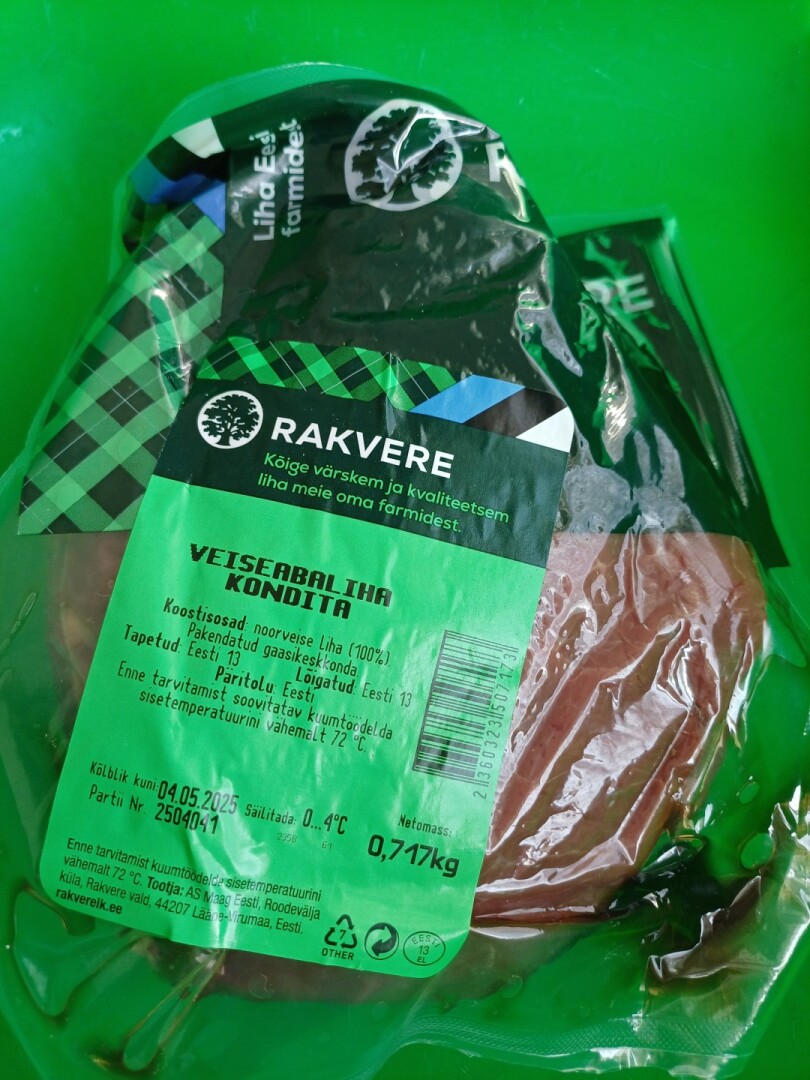 Liha Eesi
farmidest
RAKVERE
Kõige värskem ja kvaliteetsem
liha meie oma farmidest.
VEISEABALIHA
KONDITA
Koostisosad: noorveise liha (100%)
Pakendatud gaasikeskkonda.
Tapetud: Eesti 13 Lõigatud: Eesti 13
Päritolu: Eesti
Enne tarvitamist soovitatav kuumtöödelda
sisetemperatuurini vähemalt 72 °C.
Kõlblik kuni: 04.05.2025 Säilitada: 0...4°C
Partii Nr. 2504041
Netomass:
0,717kg
Enne tarvitamist kuumtöödelda sisetemperatuurini
vähemalt 72 °C. Tootja: AS Maag Eesti, Roodevälja
küla, Rakvere vald, 44207 Lääne-Virumaa, Eesti.
rakverelk.ee
7
OTHER
EESTI
13
EL